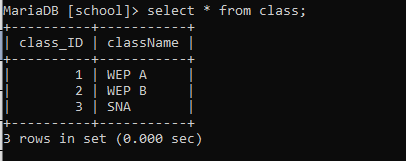 MariaDB [school]> select * from class;
+----------+-----------+
| class_ID | className |
+----------+-----------+
|        1 | WEP A     |
|        2 | WEP B     |
|        3 | SNA       |
+----------+-----------+
3 rows in set (0.000 sec)